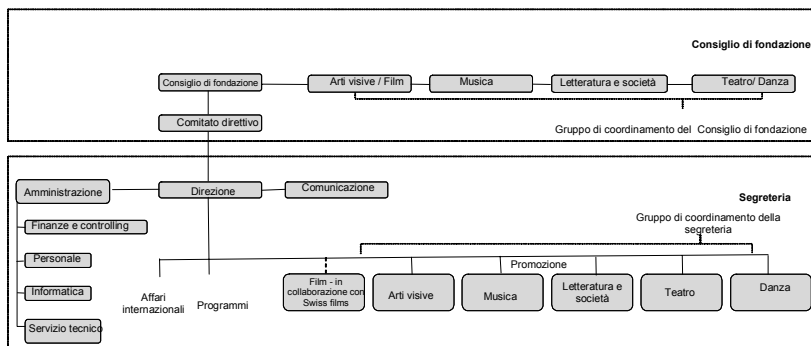 Consiglio di fondazione
Consiglio di fondazione
Arti visive / Film
Musica
Letteratura e società
Teatro/ Danza
Comitato direttivo
Gruppo di coordinamento del Consiglio di fondazione
Amministrazione
Direzione
Comunicazione
Segreteria
Finanze e controlling
Gruppo di coordinamento della
segreteria
Personale
Promozione
Informatica
Affari
internazionali
Programmi
Film - in
collaborazione con
Swiss films
Arti visive
Musica
Letteratura e
società
Teatro
Danza
Servizio tecnico